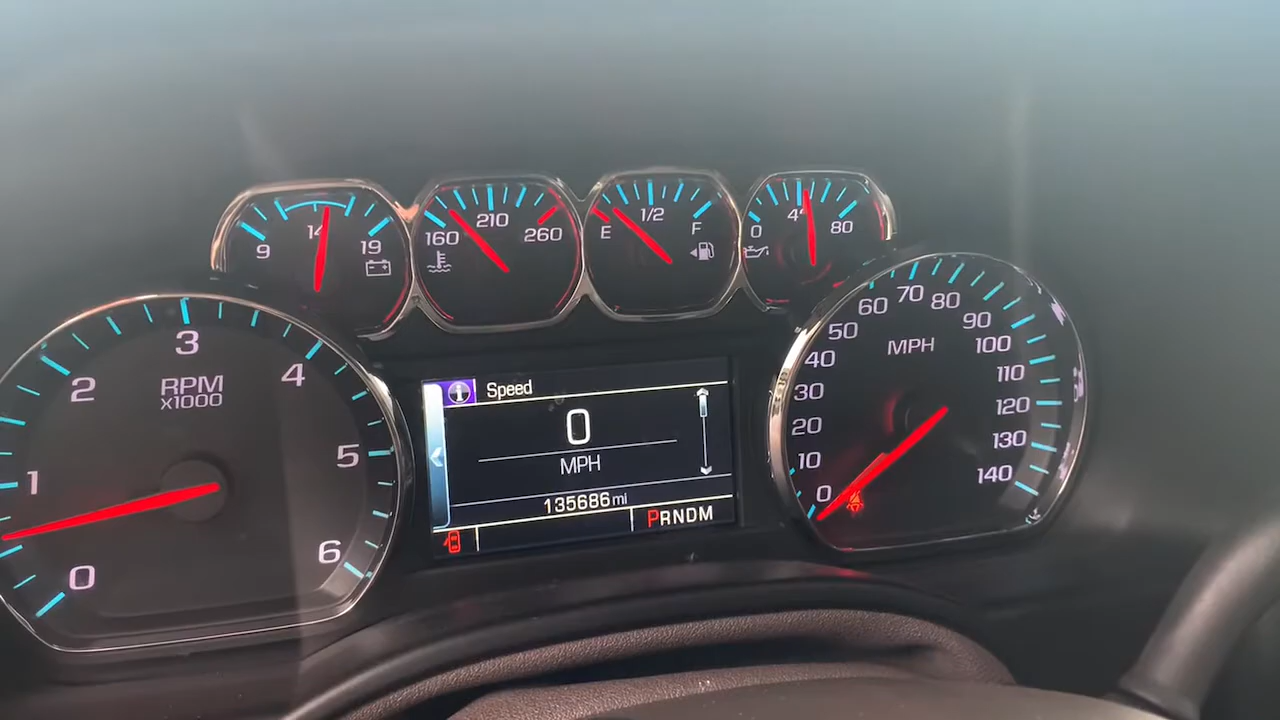 9 14 19
160 210 260
E 1/2 F
0 80
0 1 2 3 4 5 6
RPM
x1000
Speed
0
MPH
135686 mi
PRNDM
0 10 20 30 40 50 60 70 80 90 100 110 120 130 140
MPH